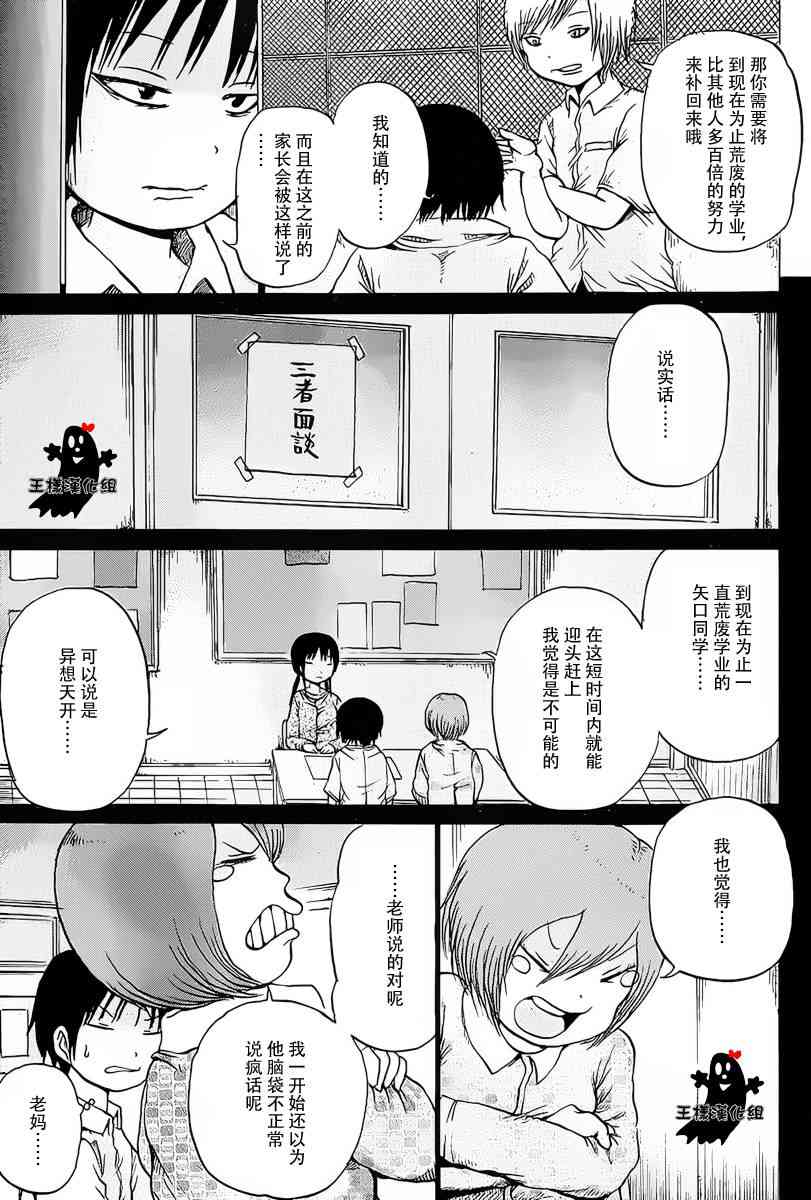 那你需要将
到现在为止荒废的学业,
比其他人多百倍的努力
来补回来哦
我知道的……
而且在这之前的
家长会被这样说了
说实话……
三者面談
王様漢化组
到现在为止一
直荒废学业的
矢口同学……
在这短时间内就能
迎头赶上
我觉得是不可能的
可以说是
异想天开……
我也觉得……
……老师说的对呢
我一开始还以为
他脑袋不正常
说疯话呢
老妈……
王様漢化组